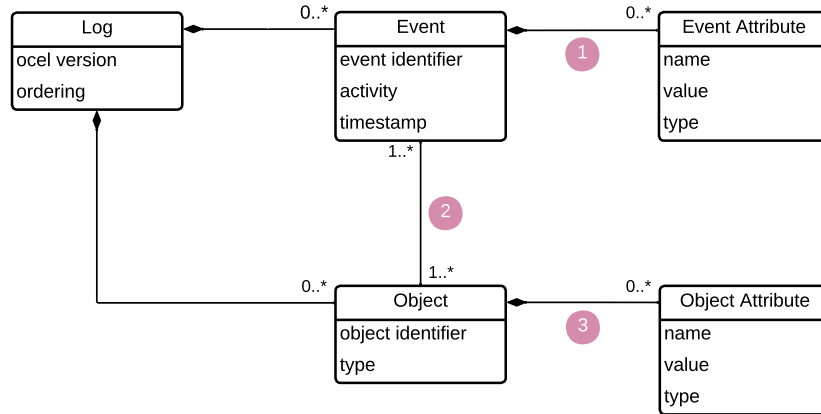 Log
ocel version
ordering
0..*
Event
event identifier
activity
timestamp
0..*
Event Attribute
name
value
type
1
1..*
2
1..*
0..*
Object
object identifier
type
0..*
Object Attribute
name
value
type
3